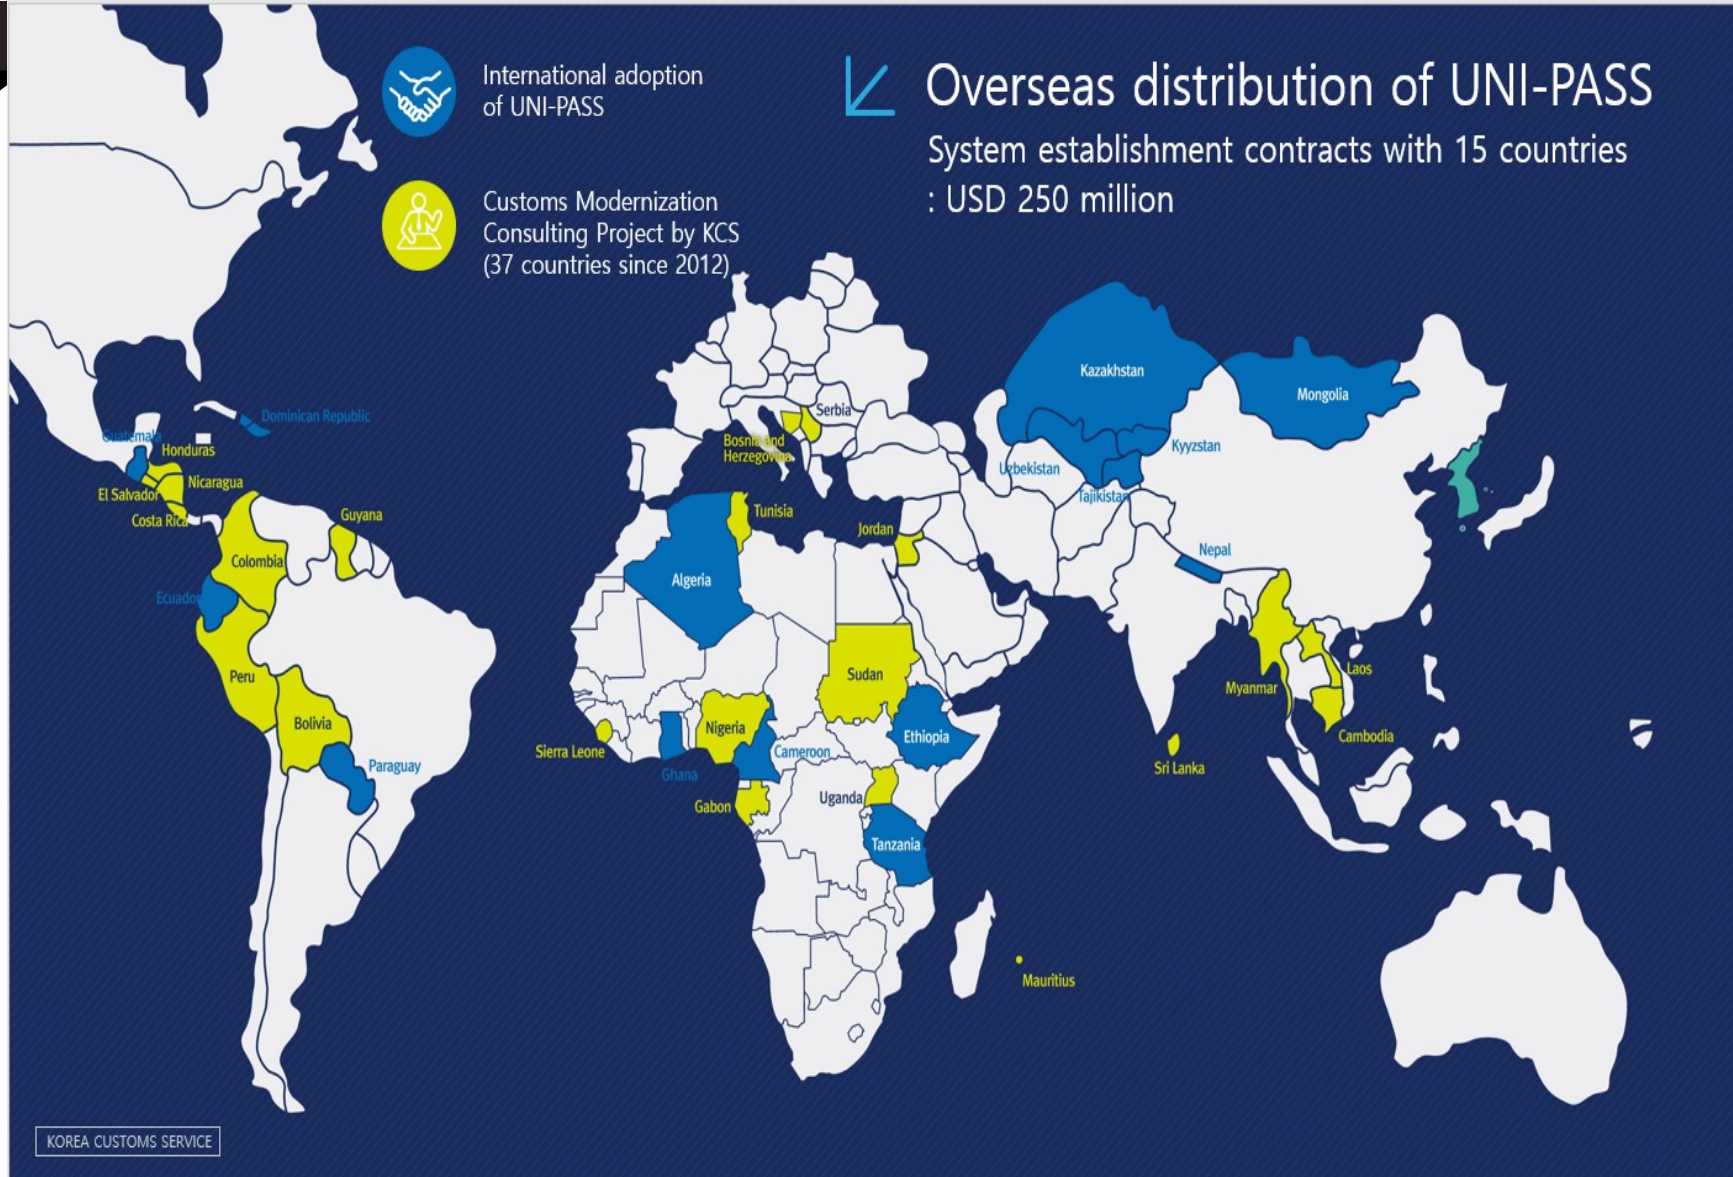 International adoption
of UNI-PASS
Customs Modernization
Consulting Project by KCS
(37 countries since 2012)
Overseas distribution of UNI-PASS
System establishment contracts with 15 countries
: USD 250 million
Kazakhstan
Mongolia
Serbia
Dominican Republic
Guatemala
Bosnia and
Herzegovina
Kyyzstan
Honduras
Uzbekistan
Nicaragua
El Salvador
Tajikistan
Tunisia
Guyana
Costa Rica
Jordan
Nepal
Colombia
Algeria
Ecuador
Laos
Peru
Sudan
Myanmar
Bolivia
Nigeria
Ethiopia
Cambodia
Sierra Leone
Cameroon
Paraguay
Sri Lanka
Ghana
Uganda
Gabon
Tanzania
Mauritius
KOREA CUSTOMS SERVICE